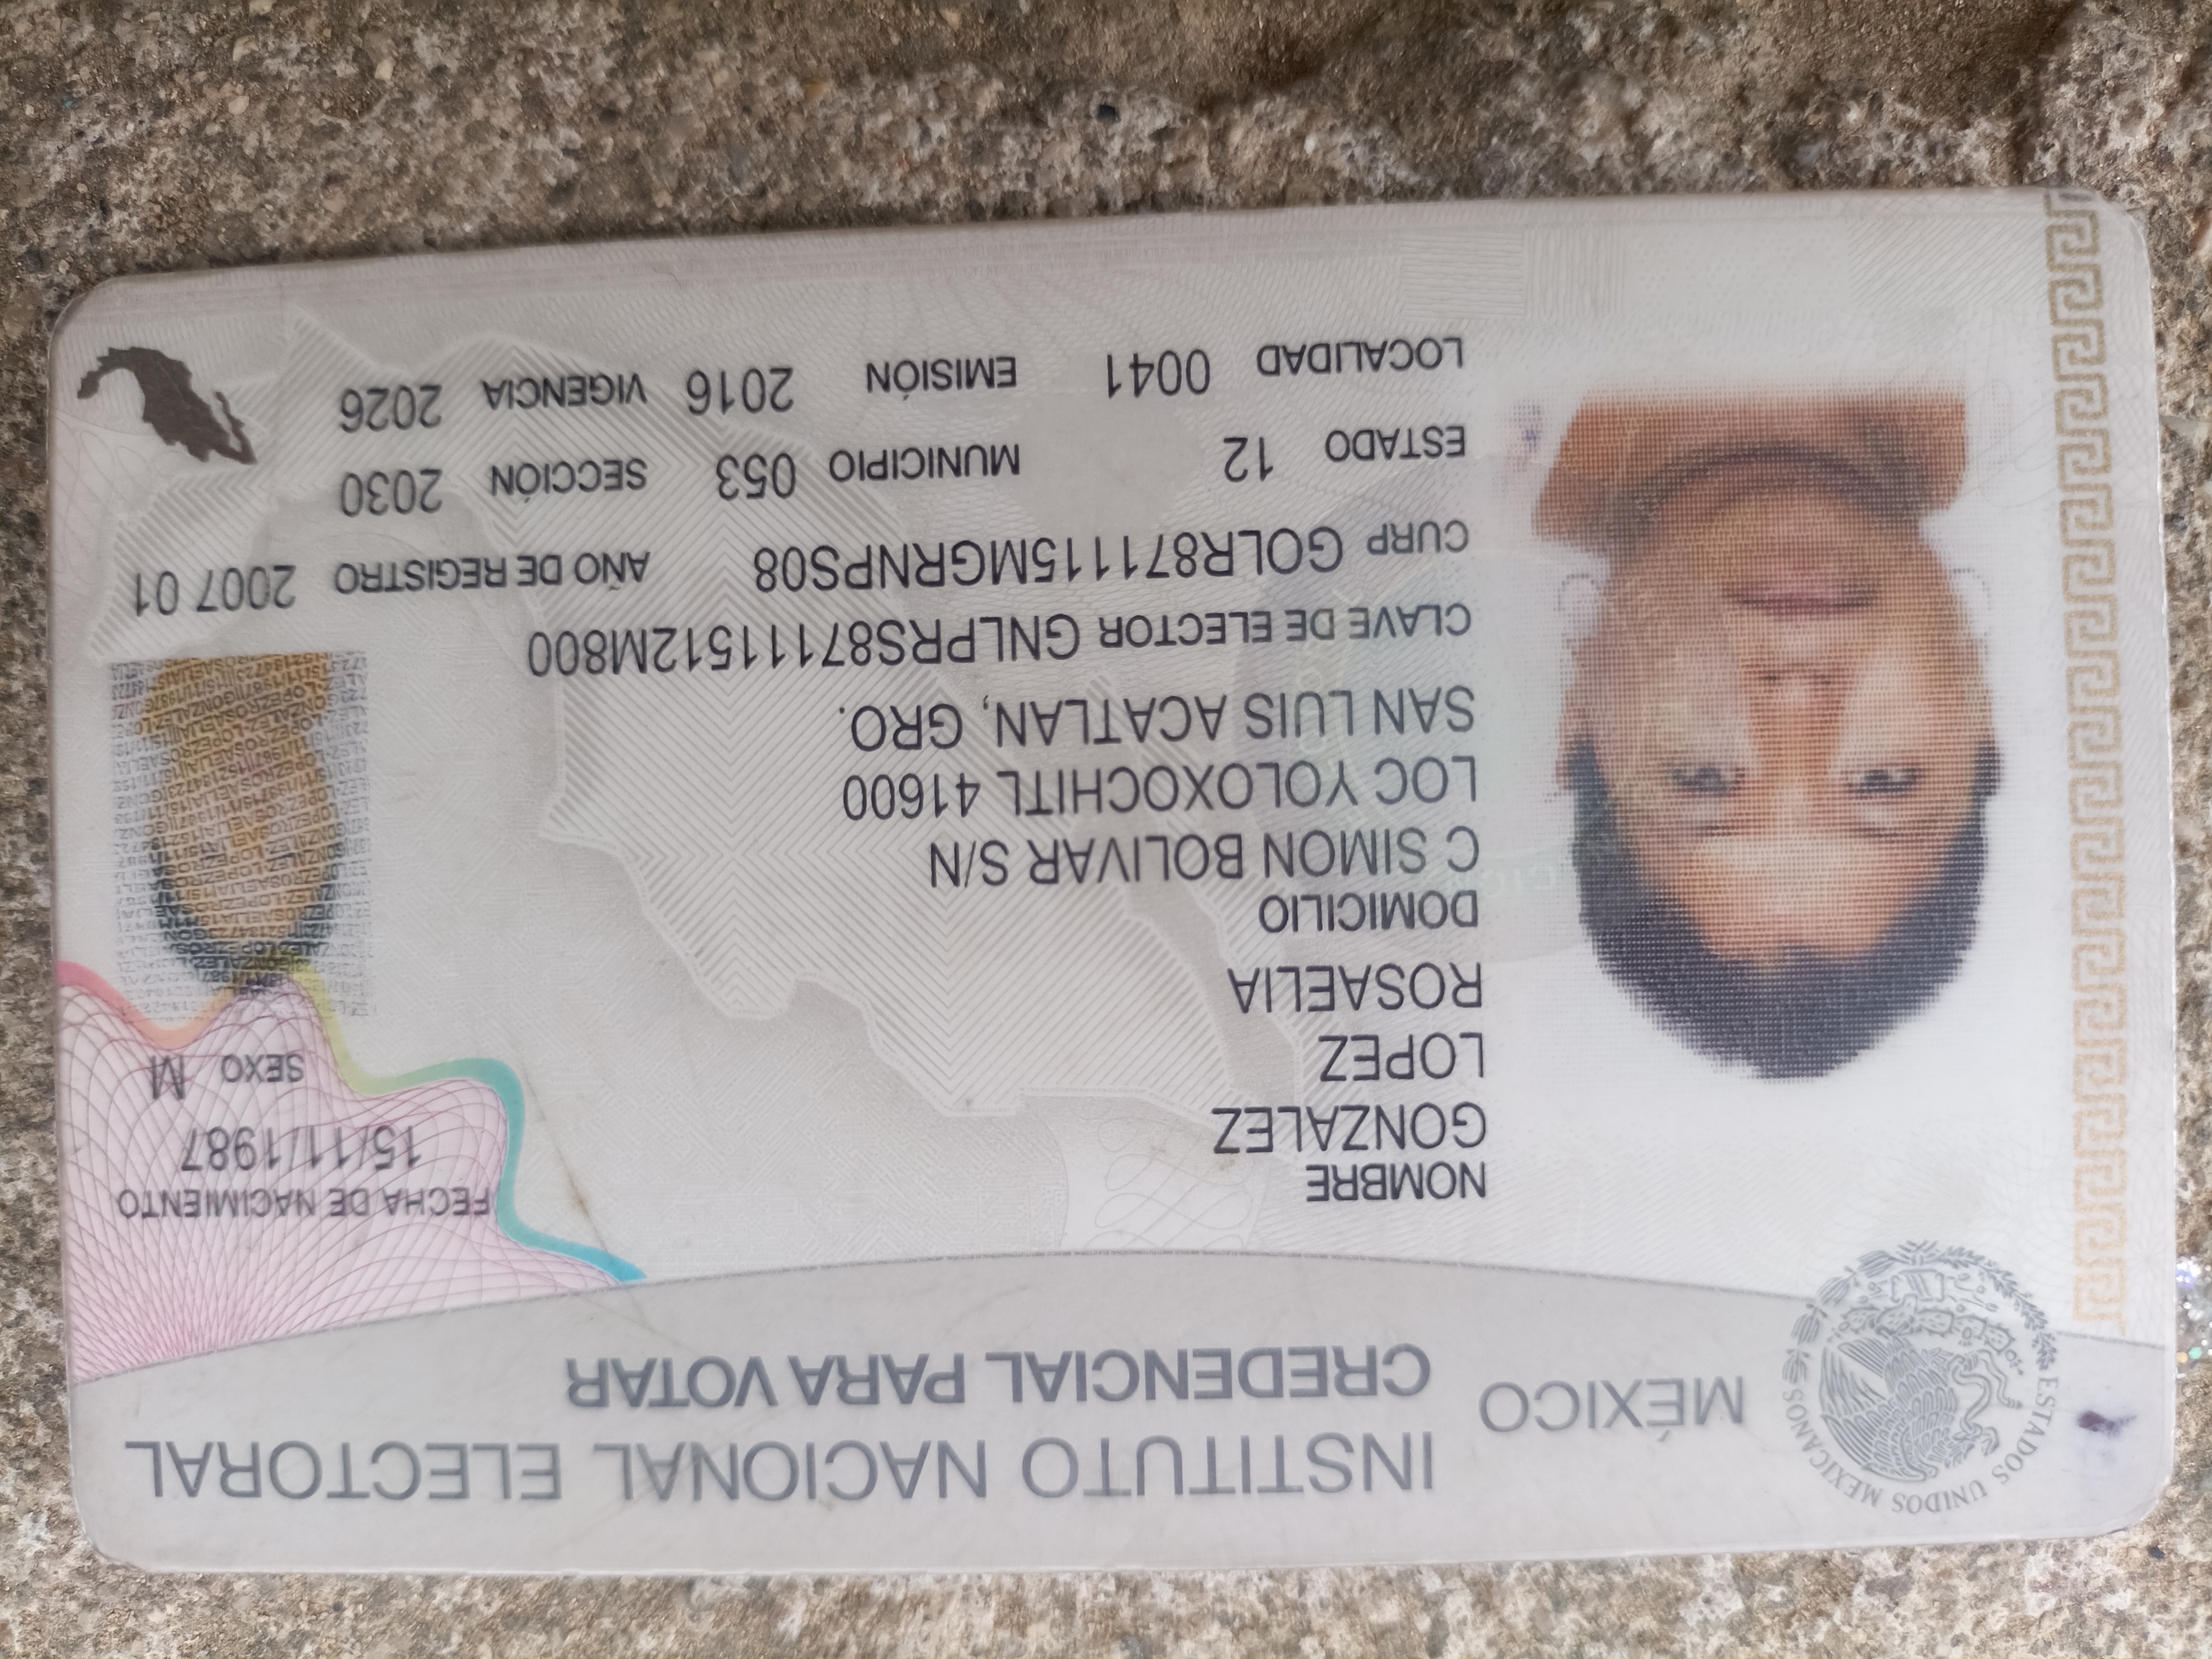 MÉXICO
INSTITUTO NACIONAL ELECTORAL
CREDENCIAL PARA VOTAR
ESTADOS UNIDOS MEXICANOS
NOMBRE
GONZALEZ
LOPEZ
ROSAELIA
FECHA DE NACIMIENTO
15/11/1987
SEXO M
DOMICILIO
C SIMON BOLIVAR S/N
LOC YOLOXOCHITL 41600
SAN LUIS ACATLAN, GRO.
CLAVE DE ELECTOR GNLPRS87111512M800
CURP GOLR871115MGRNPS08 AÑO DE REGISTRO 2007 01
ESTADO 12 MUNICIPIO 053 SECCIÓN 2030
LOCALIDAD 0041 EMISIÓN 2016 VIGENCIA 2026